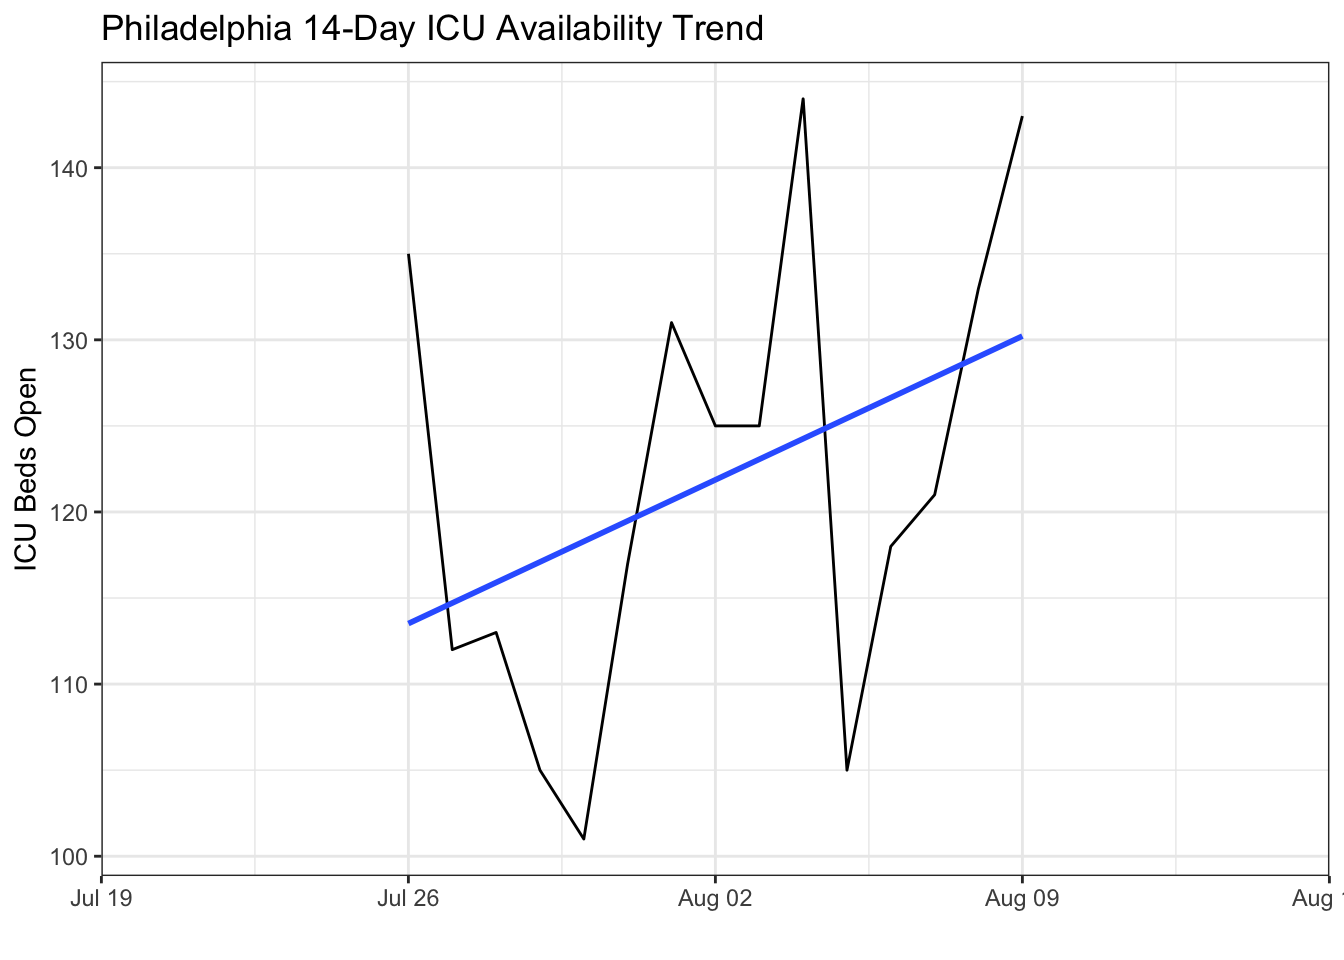 Philadelphia 14-Day ICU Availability Trend
ICU Beds Open
140
130
120
110
100
Jul 19
Jul 26
Aug 02
Aug 09
Aug